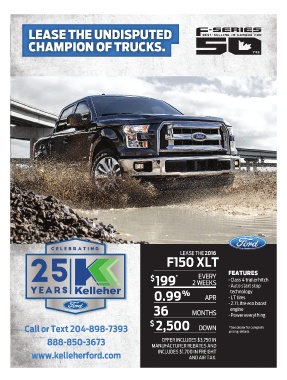 LEASE THE UNDISPUTED
CHAMPION OF TRUCKS.
F-SERIES
50
Ford
CELEBRATING
25
YEARS
Kelleher
Ford
Call or Text 204-898-7393
888-850-3673
www.kelleherford.com
LEASE THE 2016
F150 XLT
$199* EVERY 2 WEEKS
0.99% APR
36 MONTHS
$2,500 DOWN
OFFER INCLUDES $3,750 IN
MANUFACTURER REBATES AND
INCLUDES $1,700 IN FREIGHT
AND AIR TAX.
Ford
FEATURES
- Class 4 trailer hitch
- Auto start stop
technology
- LT tires
- 2.7L eco boost
engine
- Power everything
*See dealer for complete
pricing details.